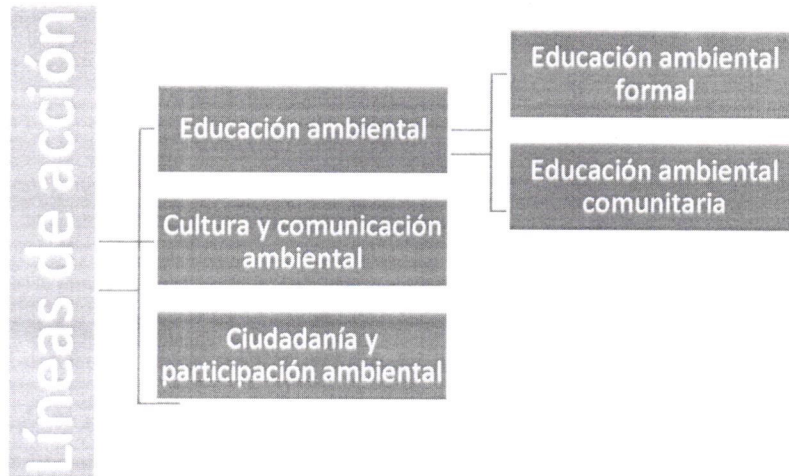 Líneas de acción
Educación ambiental
Cultura y comunicación
ambiental
Ciudadanía y
participación ambiental
Educación ambiental
formal
Educación ambiental
comunitaria